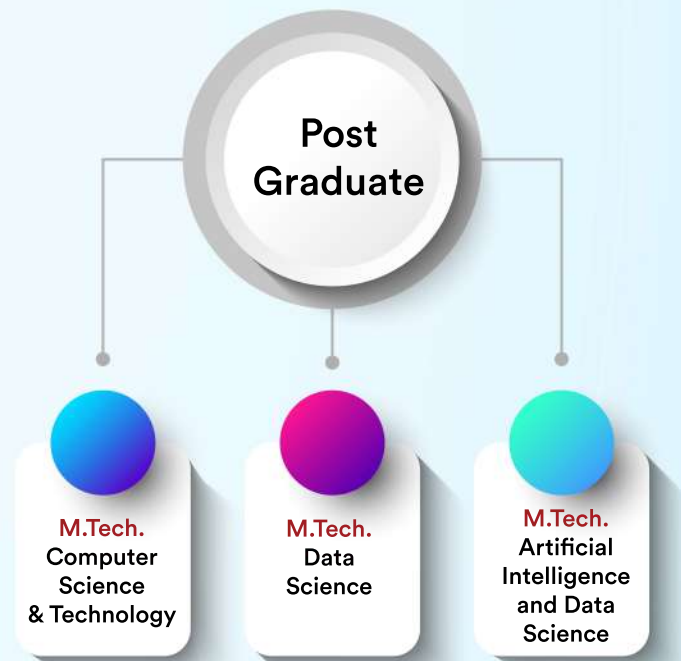 Post
Graduate
M.Tech.
Computer
Science
& Technology
M.Tech.
Data
Science
M.Tech.
Artificial
Intelligence
and Data
Science